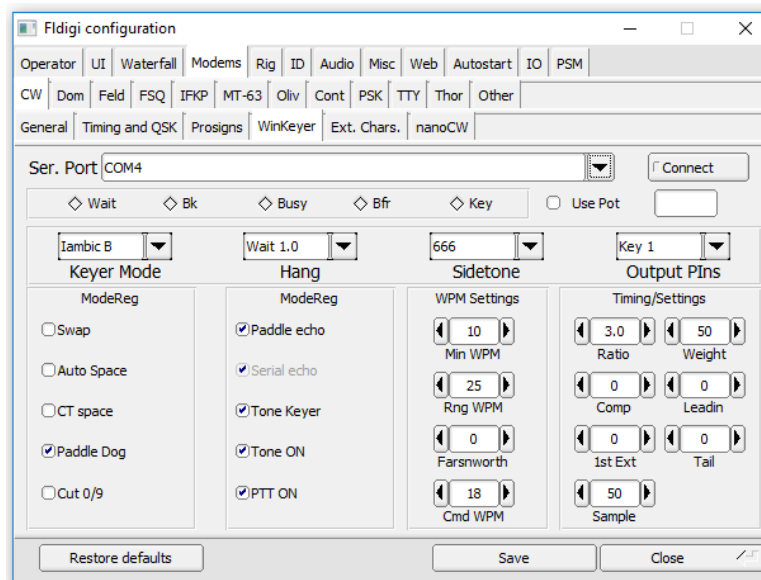 Fldigi configuration
Operator UI Waterfall Modems Rig ID Audio Misc Web Autostart IO PSM
CW Dom Feld FSQ IFKP MT-63 Oliv Cont PSK TTY Thor Other
General Timing and QSK Prosigns WinKeyer Ext. Chars. nanoCW
Ser. Port COM4 Connect
Wait Bk Busy Bfr Key Use Pot
Iambic B Wait 1.0 666 Key 1
Keyer Mode Hang Sidetone Output PIns
ModeReg ModeReg WPM Settings Timing/Settings
Swap Paddle echo 10 3.0 50
Min WPM Ratio Weight
Auto Space Serial echo 25 0 0
Rng WPM Comp Leadin
CT space Tone Keyer
Paddle Dog Tone ON 0 0 0
Farsnworth 1st Ext Tail
Cut 0/9 PTT ON 18 50
Cmd WPM Sample
Restore defaults Save Close